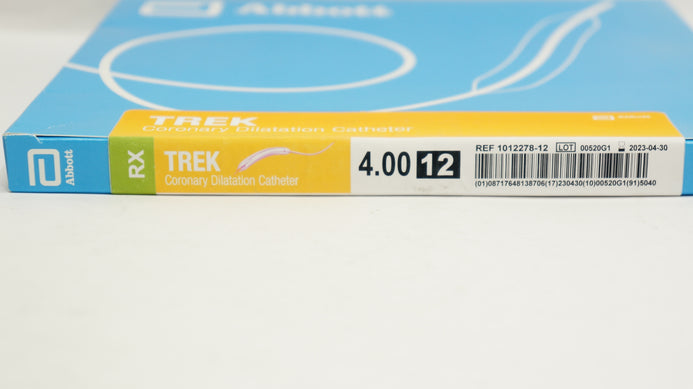 Abbott
TREK
Coronary Dilatation Catheter
Abbott
Abbott
RX
TREK
Coronary Dilatation Catheter
4.00 12
REF 1012278-12 LOT 00520G1 2023-04-30
(01)08717648138706(17)230430(10)00520G1(91)5040